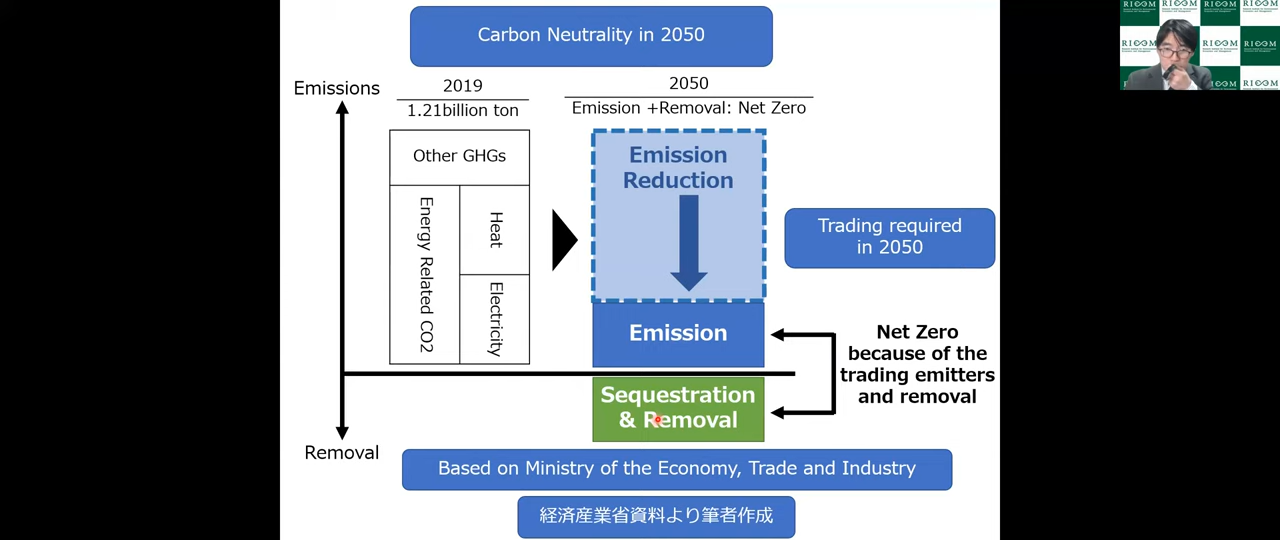 Carbon Neutrality in 2050
Emissions
2019
1.21billion ton
2050
Emission +Removal: Net Zero
Other GHGs
Energy Related CO2
Heat
Electricity
Emission
Reduction
Trading required
in 2050
Emission
Net Zero
because of the
trading emitters
and removal
Sequestration
& Removal
Removal
Based on Ministry of the Economy, Trade and Industry
経済産業省資料より筆者作成